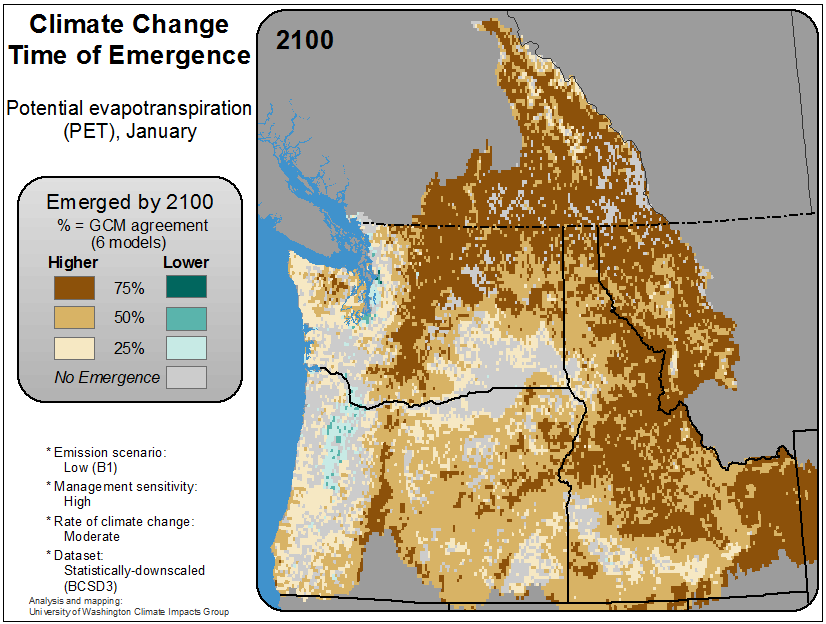 Climate Change
Time of Emergence
2100
Potential evapotranspiration
(PET), January
Emerged by 2100
% = GCM agreement
(6 models)
Higher Lower
75%
50%
25%
No Emergence
* Emission scenario:
Low (B1)
* Management sensitivity:
High
* Rate of climate change:
Moderate
* Dataset:
Statistically-downscaled
(BCSD3)
Analysis and mapping:
University of Washington Climate Impacts Group